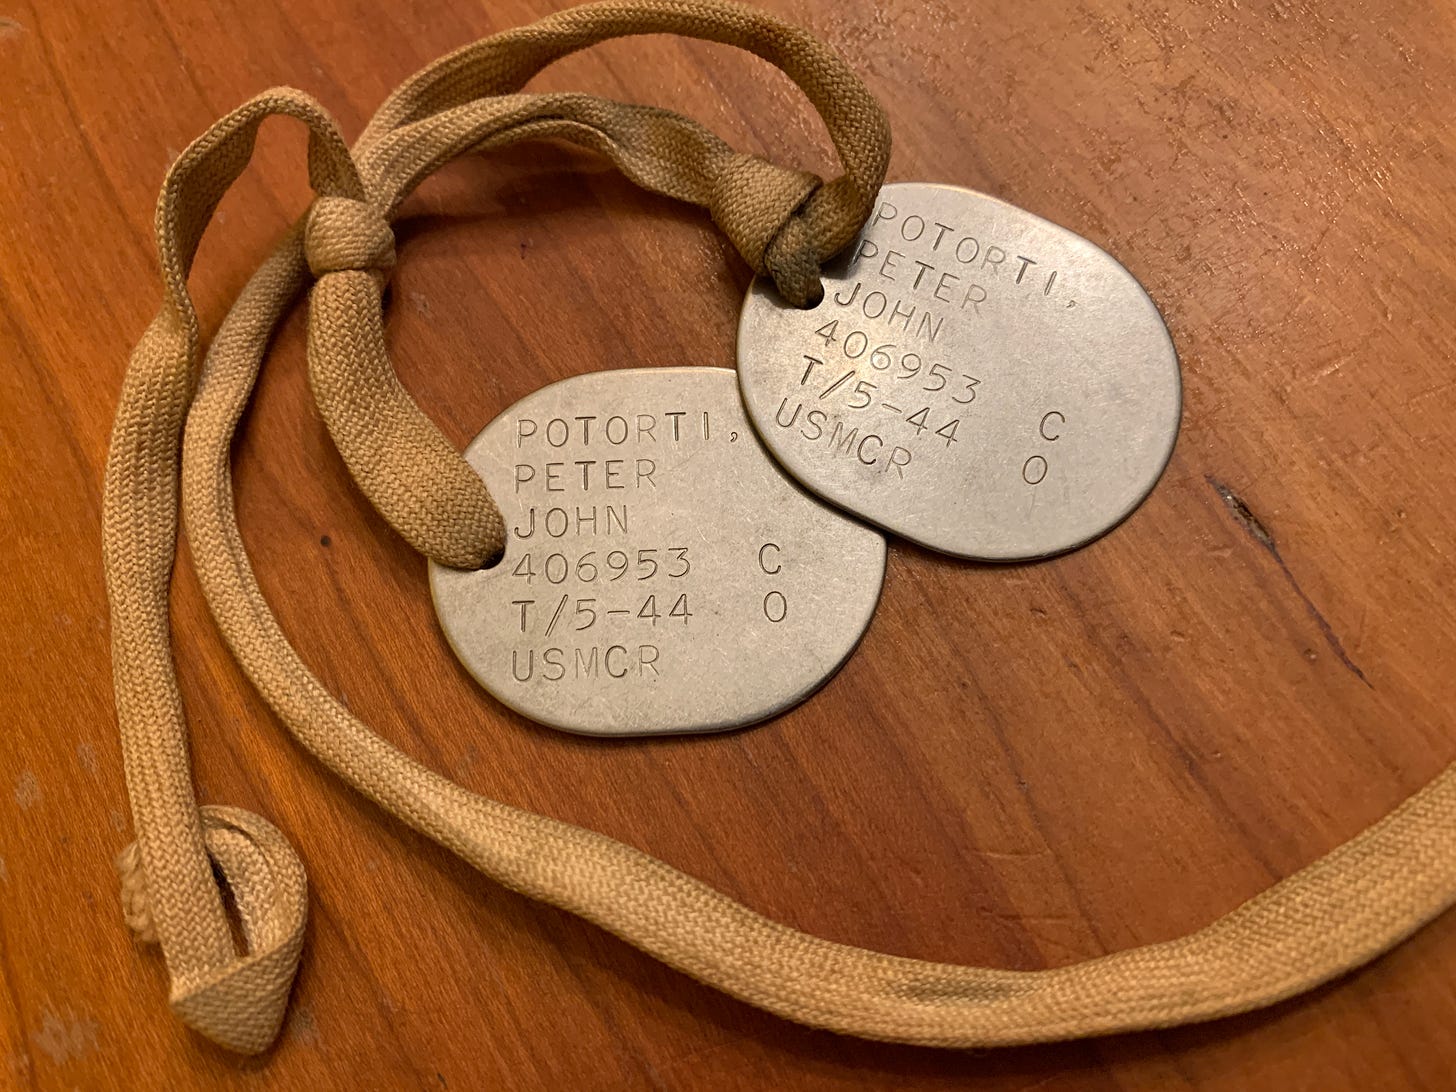 POTORTI,
PETER
JOHN
406953 C
T/5-44 O
USMCR
POTORTI,
PETER
JOHN
406953
T/5-44 C
USMCR O